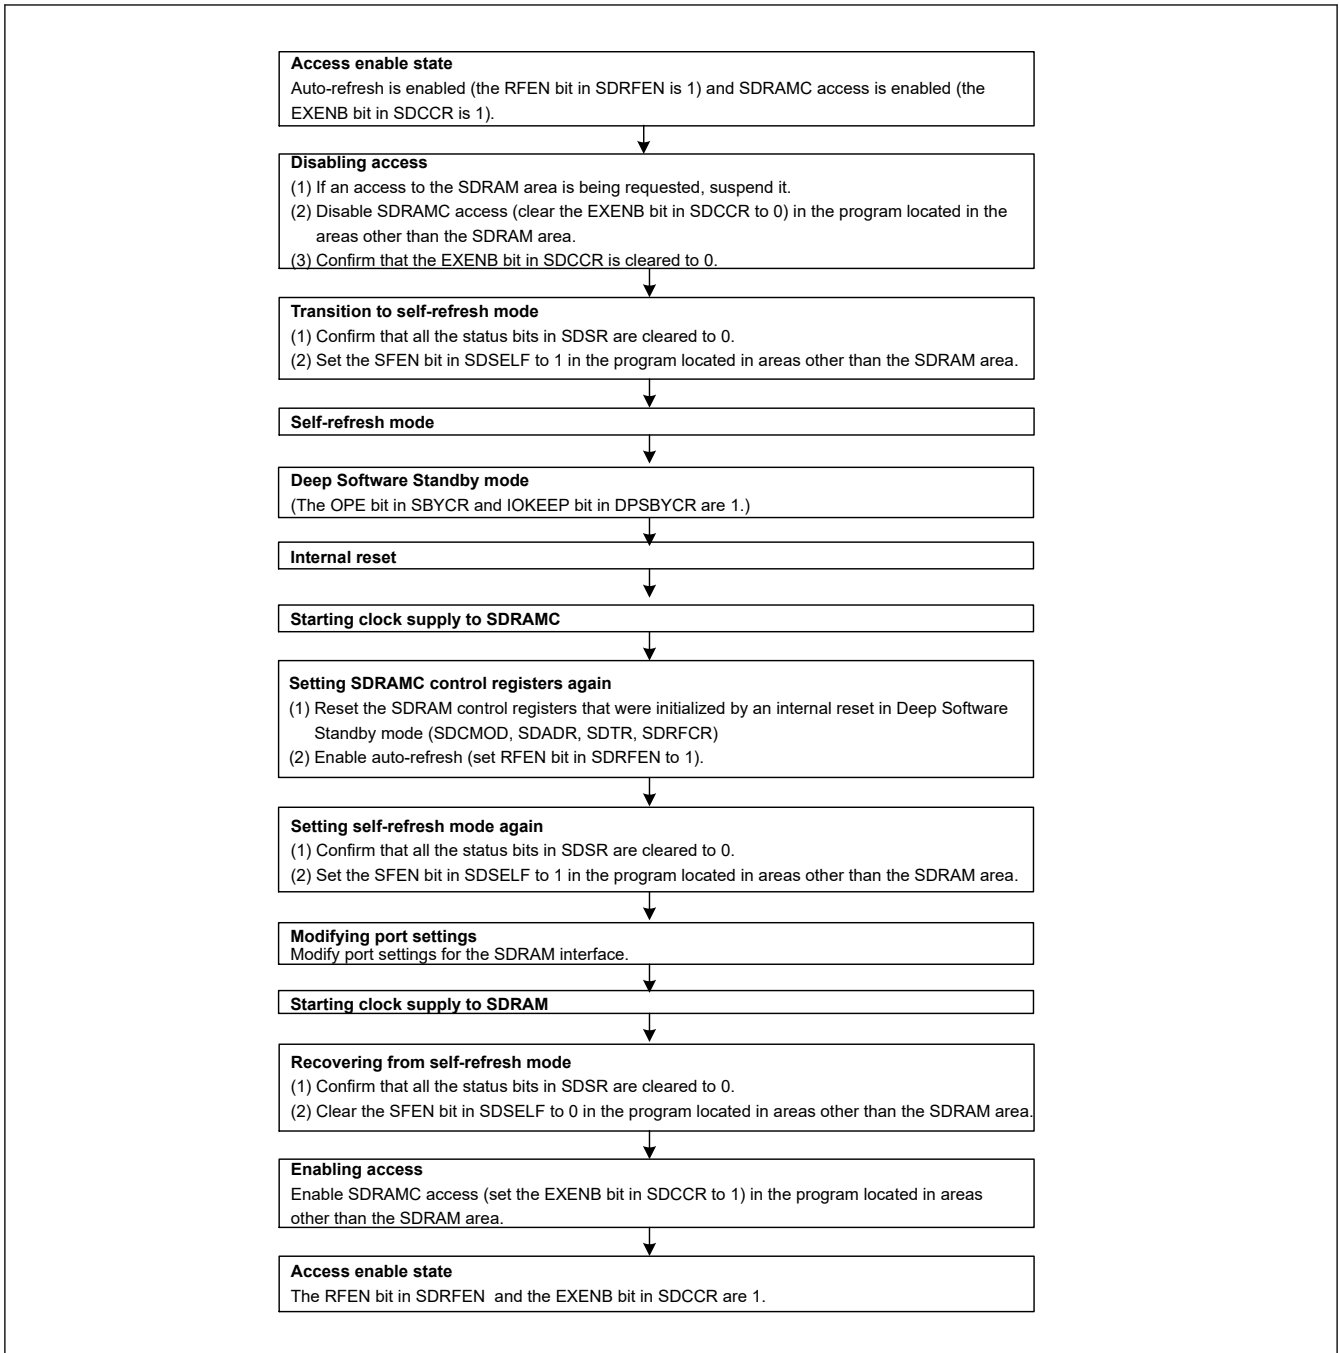 Access enable state
Auto-refresh is enabled (the RFEN bit in SDRFEN is 1) and SDRAMC access is enabled (the
EXENB bit in SDCCR is 1).
Disabling access
(1) If an access to the SDRAM area is being requested, suspend it.
(2) Disable SDRAMC access (clear the EXENB bit in SDCCR to 0) in the program located in the
areas other than the SDRAM area.
(3) Confirm that the EXENB bit in SDCCR is cleared to 0.
Transition to self-refresh mode
(1) Confirm that all the status bits in SDSR are cleared to 0.
(2) Set the SFEN bit in SDSELF to 1 in the program located in areas other than the SDRAM area.
Self-refresh mode
Deep Software Standby mode
(The OPE bit in SBYCR and IOKEEP bit in DPSBYCR are 1.)
Internal reset
Starting clock supply to SDRAMC
Setting SDRAMC control registers again
(1) Reset the SDRAM control registers that were initialized by an internal reset in Deep Software
Standby mode (SDCMOD, SDADR, SDTR, SDRFCR)
(2) Enable auto-refresh (set RFEN bit in SDRFEN to 1).
Setting self-refresh mode again
(1) Confirm that all the status bits in SDSR are cleared to 0.
(2) Set the SFEN bit in SDSELF to 1 in the program located in areas other than the SDRAM area.
Modifying port settings
Modify port settings for the SDRAM interface.
Starting clock supply to SDRAM
Recovering from self-refresh mode
(1) Confirm that all the status bits in SDSR are cleared to 0.
(2) Clear the SFEN bit in SDSELF to 0 in the program located in areas other than the SDRAM area.
Enabling access
Enable SDRAMC access (set the EXENB bit in SDCCR to 1) in the program located in areas
other than the SDRAM area.
Access enable state
The RFEN bit in SDRFEN and the EXENB bit in SDCCR are 1.